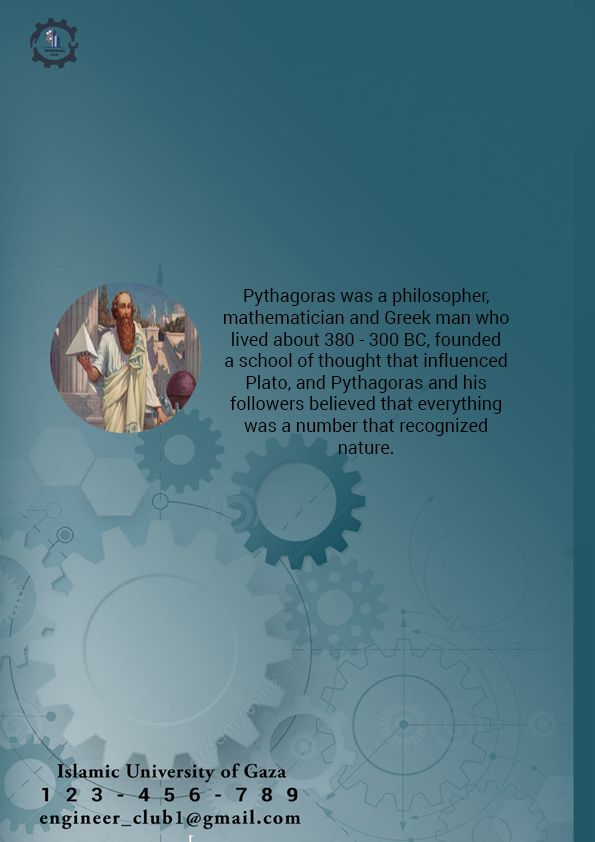 Pythagoras was a philosopher,
mathematician and Greek man who
lived about 380 - 300 BC, founded
a school of thought that influenced
Plato, and Pythagoras and his
followers believed that everything
was a number that recognized
nature.
Islamic University of Gaza
1 2 3 - 4 5 6 - 7 8 9
engineer_club1@gmail.com